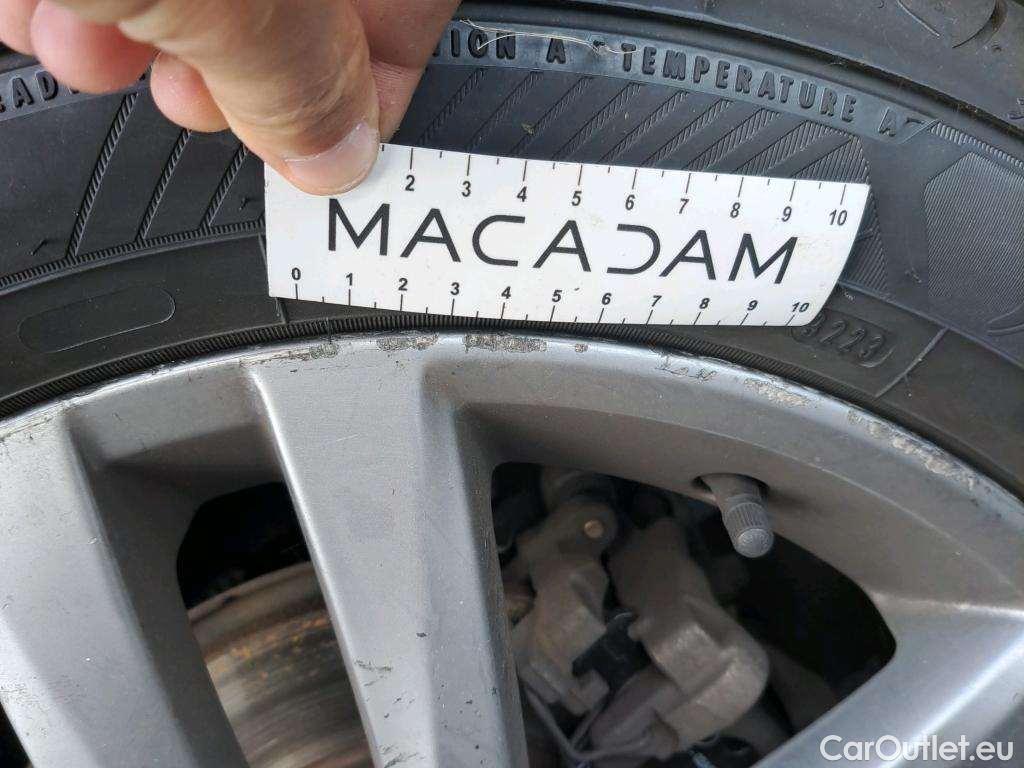 TION A - TEMPERATURE A
2 3 4 5 6 7 8 9 10
MACADAM
0 1 2 3 4 5 6 7 8 9 10
3223
CarOutlet.eu